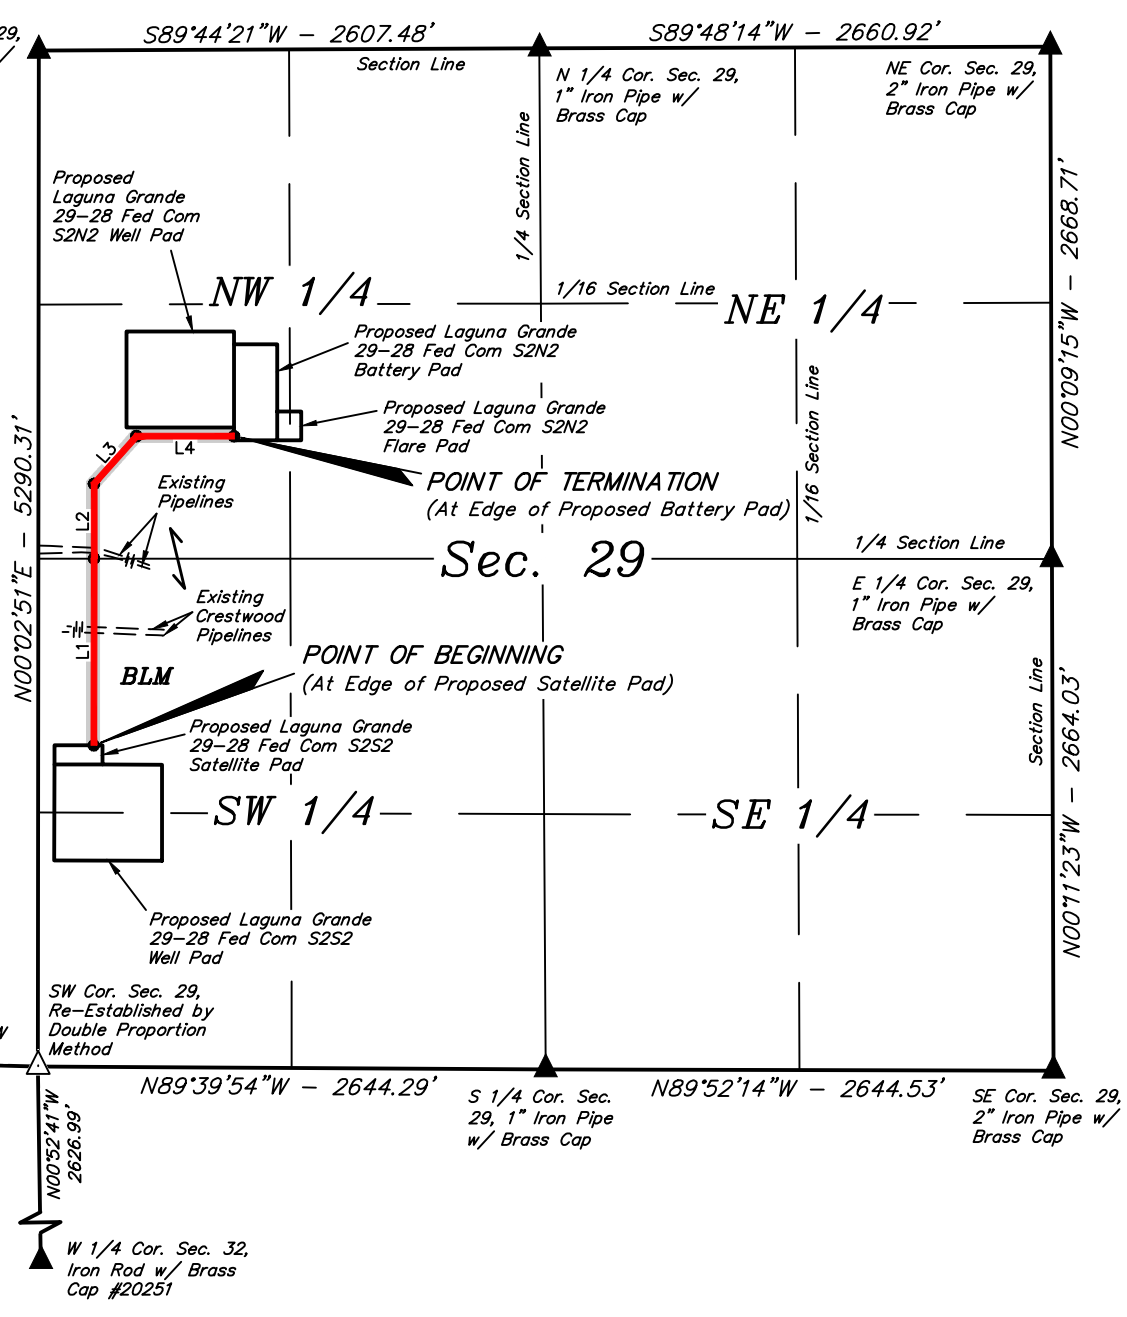 29,
w/
S89°44'21"W – 2607.48'
S89°48'14"W – 2660.92'
Section Line
N 1/4 Cor. Sec. 29,
1" Iron Pipe w/
Brass Cap
NE Cor. Sec. 29,
2" Iron Pipe w/
Brass Cap
1/4 Section Line
Proposed
Laguna Grande
29–28 Fed Com
S2N2 Well Pad
N00°09'15"W – 2668.71'
NW 1/4
1/16 Section Line
NE 1/4
Proposed Laguna Grande
29–28 Fed Com S2N2
Battery Pad
1/16 Section Line
Proposed Laguna Grande
29–28 Fed Com S2N2
Flare Pad
N00°02'51"E – 5290.31'
L3
L4
POINT OF TERMINATION
(At Edge of Proposed Battery Pad)
Existing
Pipelines
L2
Sec. 29
1/4 Section Line
E 1/4 Cor. Sec. 29,
1" Iron Pipe w/
Brass Cap
Existing
Crestwood
Pipelines
L1
BLM
POINT OF BEGINNING
(At Edge of Proposed Satellite Pad)
Section Line
N00°11'23"W – 2664.03'
Proposed Laguna Grande
29–28 Fed Com S2S2
Satellite Pad
SW 1/4
SE 1/4
Proposed Laguna Grande
29–28 Fed Com S2S2
Well Pad
SW Cor. Sec. 29,
Re–Established by
Double Proportion
Method
W
N89°39'54"W – 2644.29'
N89°52'14"W – 2644.53'
S 1/4 Cor. Sec.
29, 1" Iron Pipe
w/ Brass Cap
SE Cor. Sec. 29,
2" Iron Pipe w/
Brass Cap
N00°52'41"W
2626.99'
W 1/4 Cor. Sec. 32,
Iron Rod w/ Brass
Cap #20251